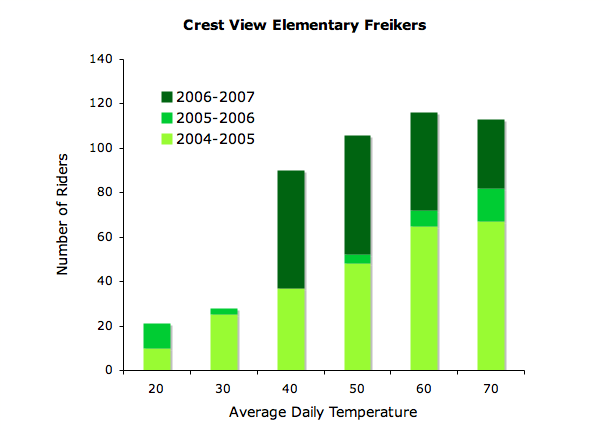 Crest View Elementary Freikers
140
120
100
80
60
40
20
0
Number of Riders
2006-2007
2005-2006
2004-2005
20 30 40 50 60 70
Average Daily Temperature